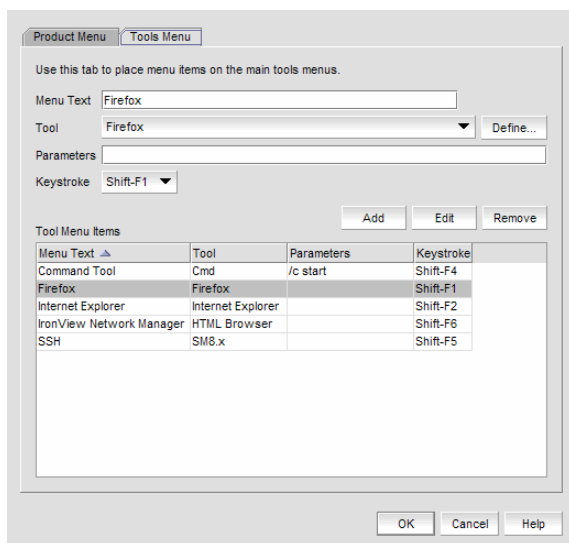 Product Menu Tools Menu
Use this tab to place menu items on the main tools menus.
Menu Text Firefox
Tool Firefox Define...
Parameters
Keystroke Shift-F1
Add Edit Remove
Tool Menu Items
Menu Text Tool Parameters Keystroke
Command Tool Cmd /c start Shift-F4
Firefox Firefox Shift-F1
Internet Explorer Internet Explorer Shift-F2
IronView Network Manager HTML Browser Shift-F6
SSH SM8.x Shift-F5
OK Cancel Help